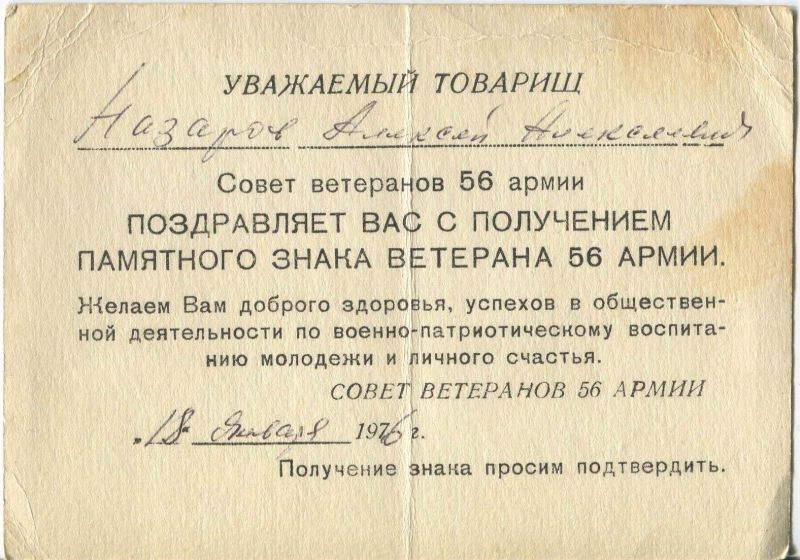 УВАЖАЕМЫЙ ТОВАРИЩ
Назаров Алексей Алексеевич
Совет ветеранов 56 армии
ПОЗДРАВЛЯЕТ ВАС С ПОЛУЧЕНИЕМ
ПАМЯТНОГО ЗНАКА ВЕТЕРАНА 56 АРМИИ.
Желаем Вам доброго здоровья, успехов в обществен-
ной деятельности по военно-патриотическому воспита-
нию молодежи и личного счастья.
СОВЕТ ВЕТЕРАНОВ 56 АРМИИ
„18“ января 1976 г.
Получение знака просим подтвердить.